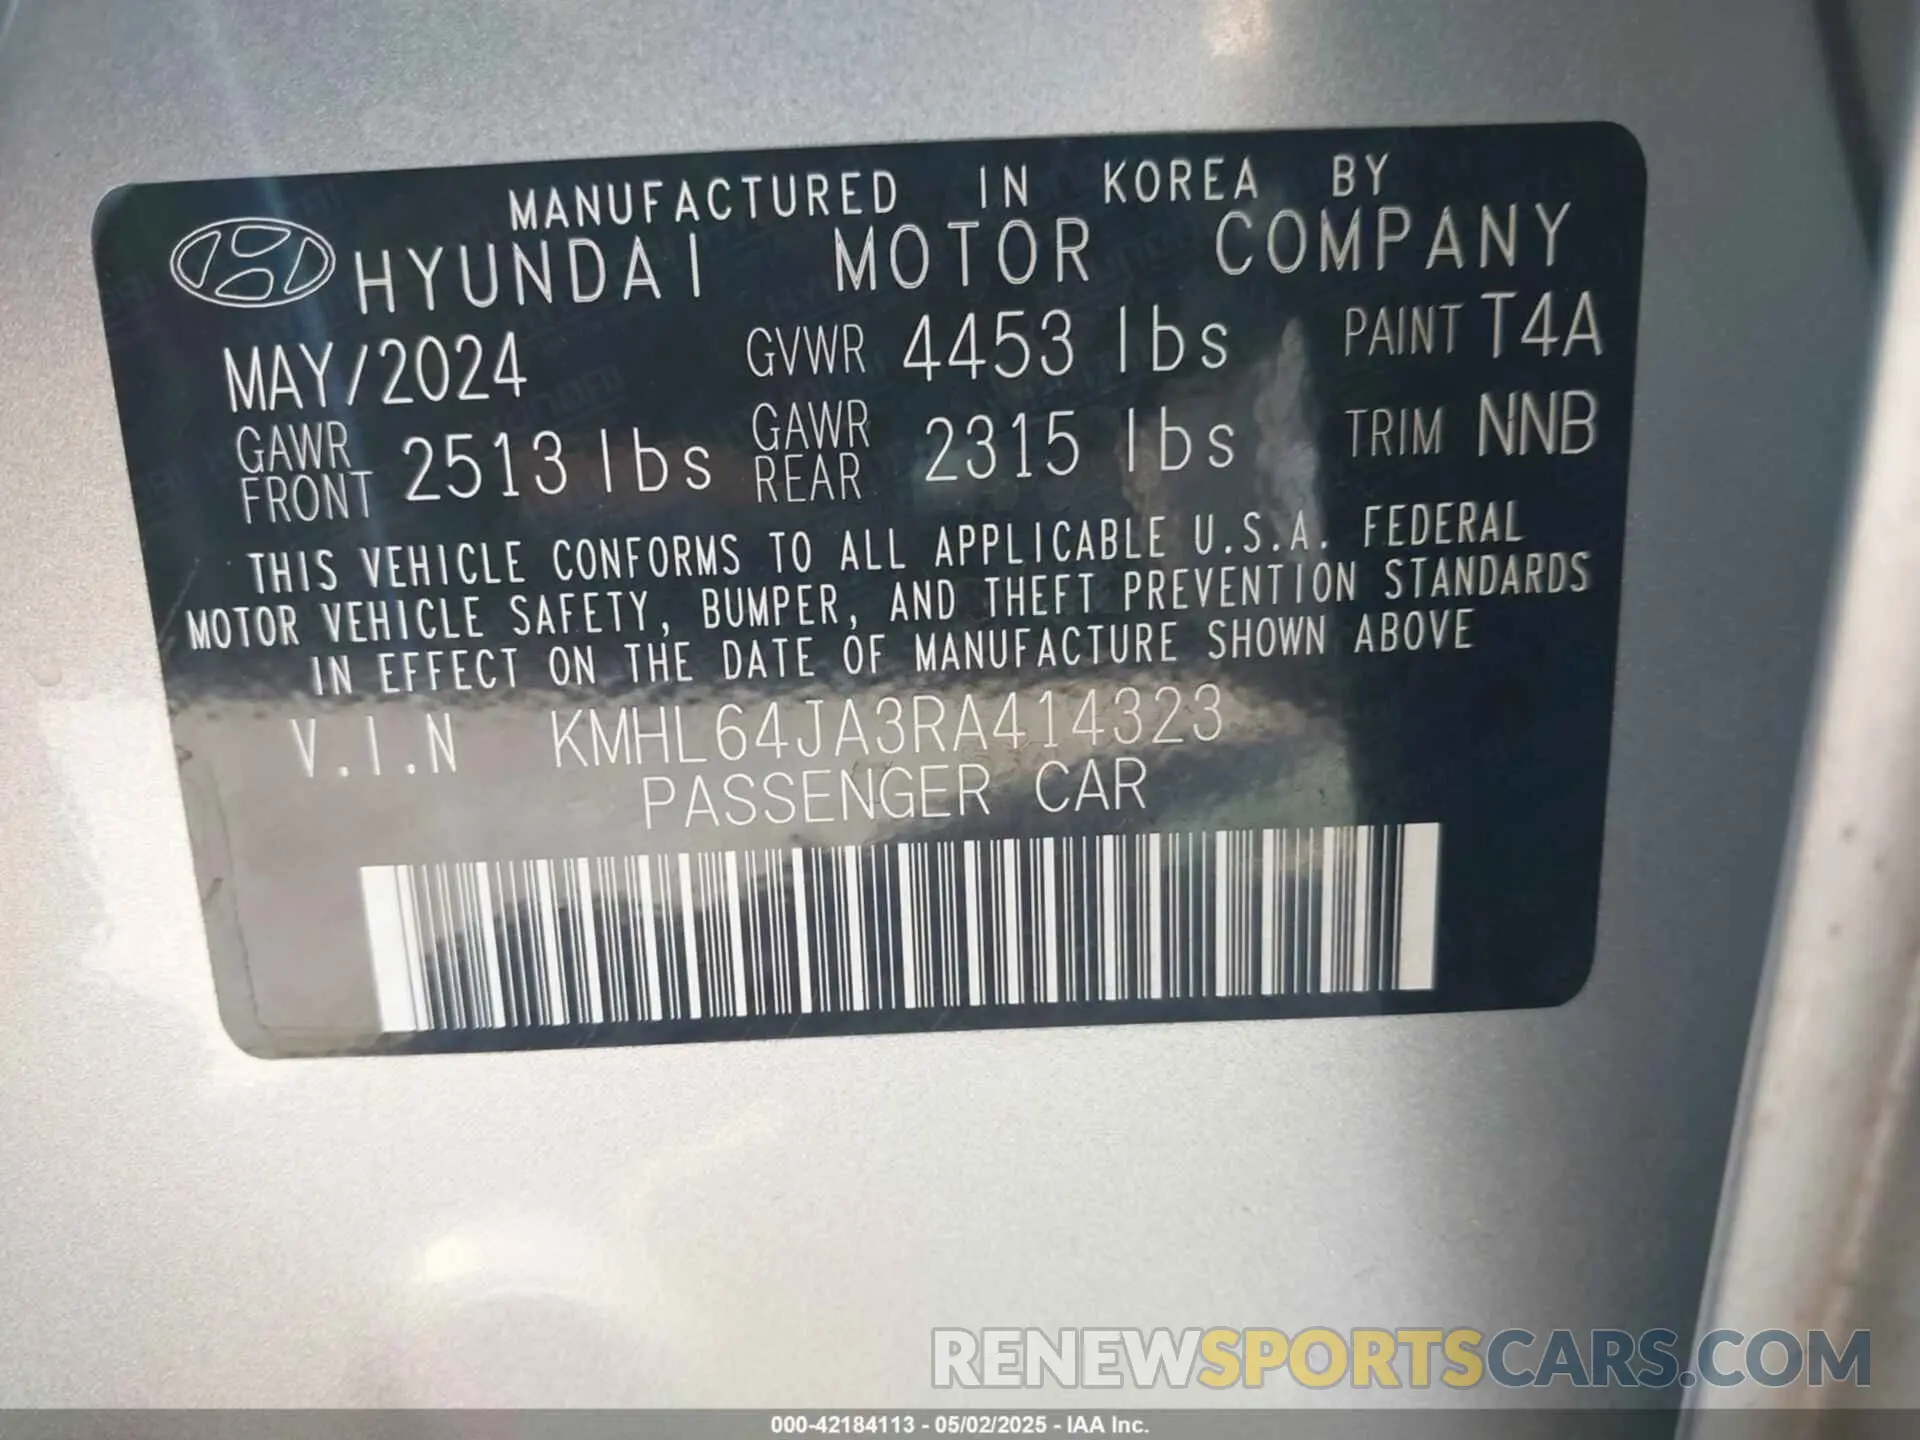 MANUFACTURED IN KOREA BY
HYUNDAI MOTOR COMPANY
MAY/2024 GVWR 4453 lbs PAINT T4A
GAWR FRONT 2513 lbs GAWR REAR 2315 lbs TRIM NNB
THIS VEHICLE CONFORMS TO ALL APPLICABLE U.S.A. FEDERAL
MOTOR VEHICLE SAFETY, BUMPER, AND THEFT PREVENTION STANDARDS
IN EFFECT ON THE DATE OF MANUFACTURE SHOWN ABOVE
V.I.N KMHL64JA3RA414323
PASSENGER CAR
RENEWSPORTSCARS.COM
000-42184113 - 05/02/2025 - IAA Inc.